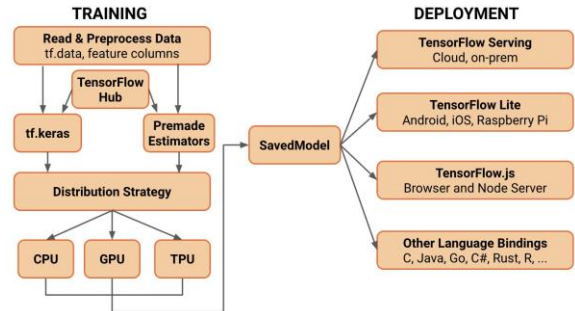 TRAINING
Read & Preprocess Data
tf.data, feature columns
TensorFlow
Hub
tf.keras
Premade
Estimators
Distribution Strategy
CPU
GPU
TPU
SavedModel
DEPLOYMENT
TensorFlow Serving
Cloud, on-prem
TensorFlow Lite
Android, iOS, Raspberry Pi
TensorFlow.js
Browser and Node Server
Other Language Bindings
C, Java, Go, C#, Rust, R, ...